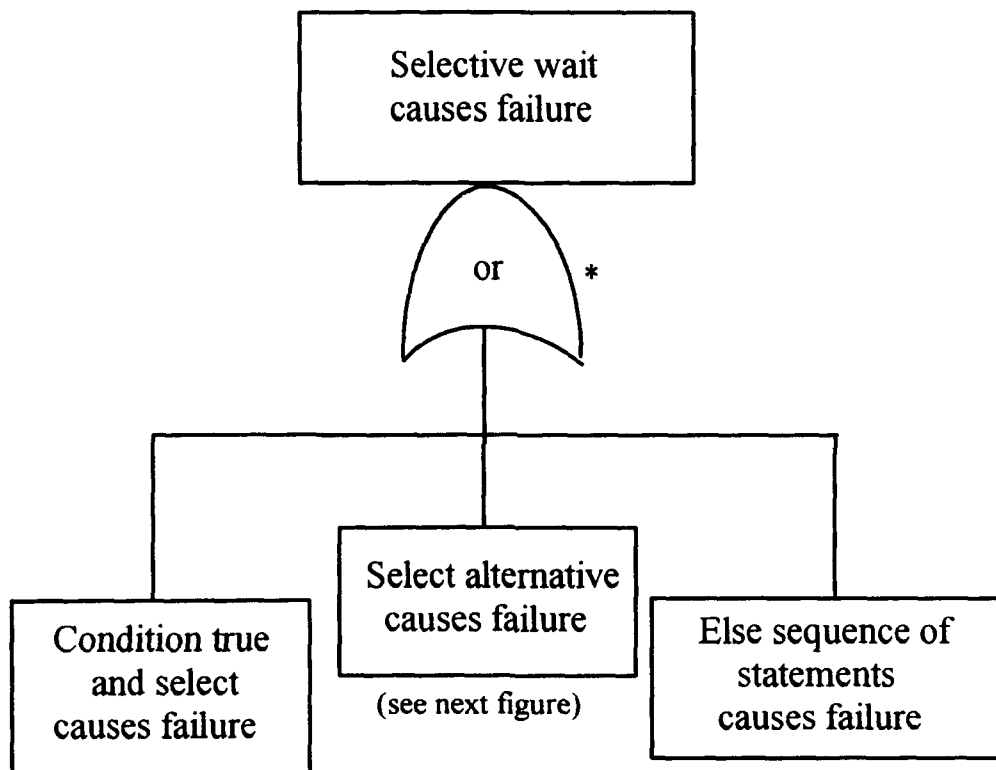 Selective wait
causes failure
or *
Select alternative
causes failure
(see next figure)
Condition true
and select
causes failure
Else sequence of
statements
causes failure